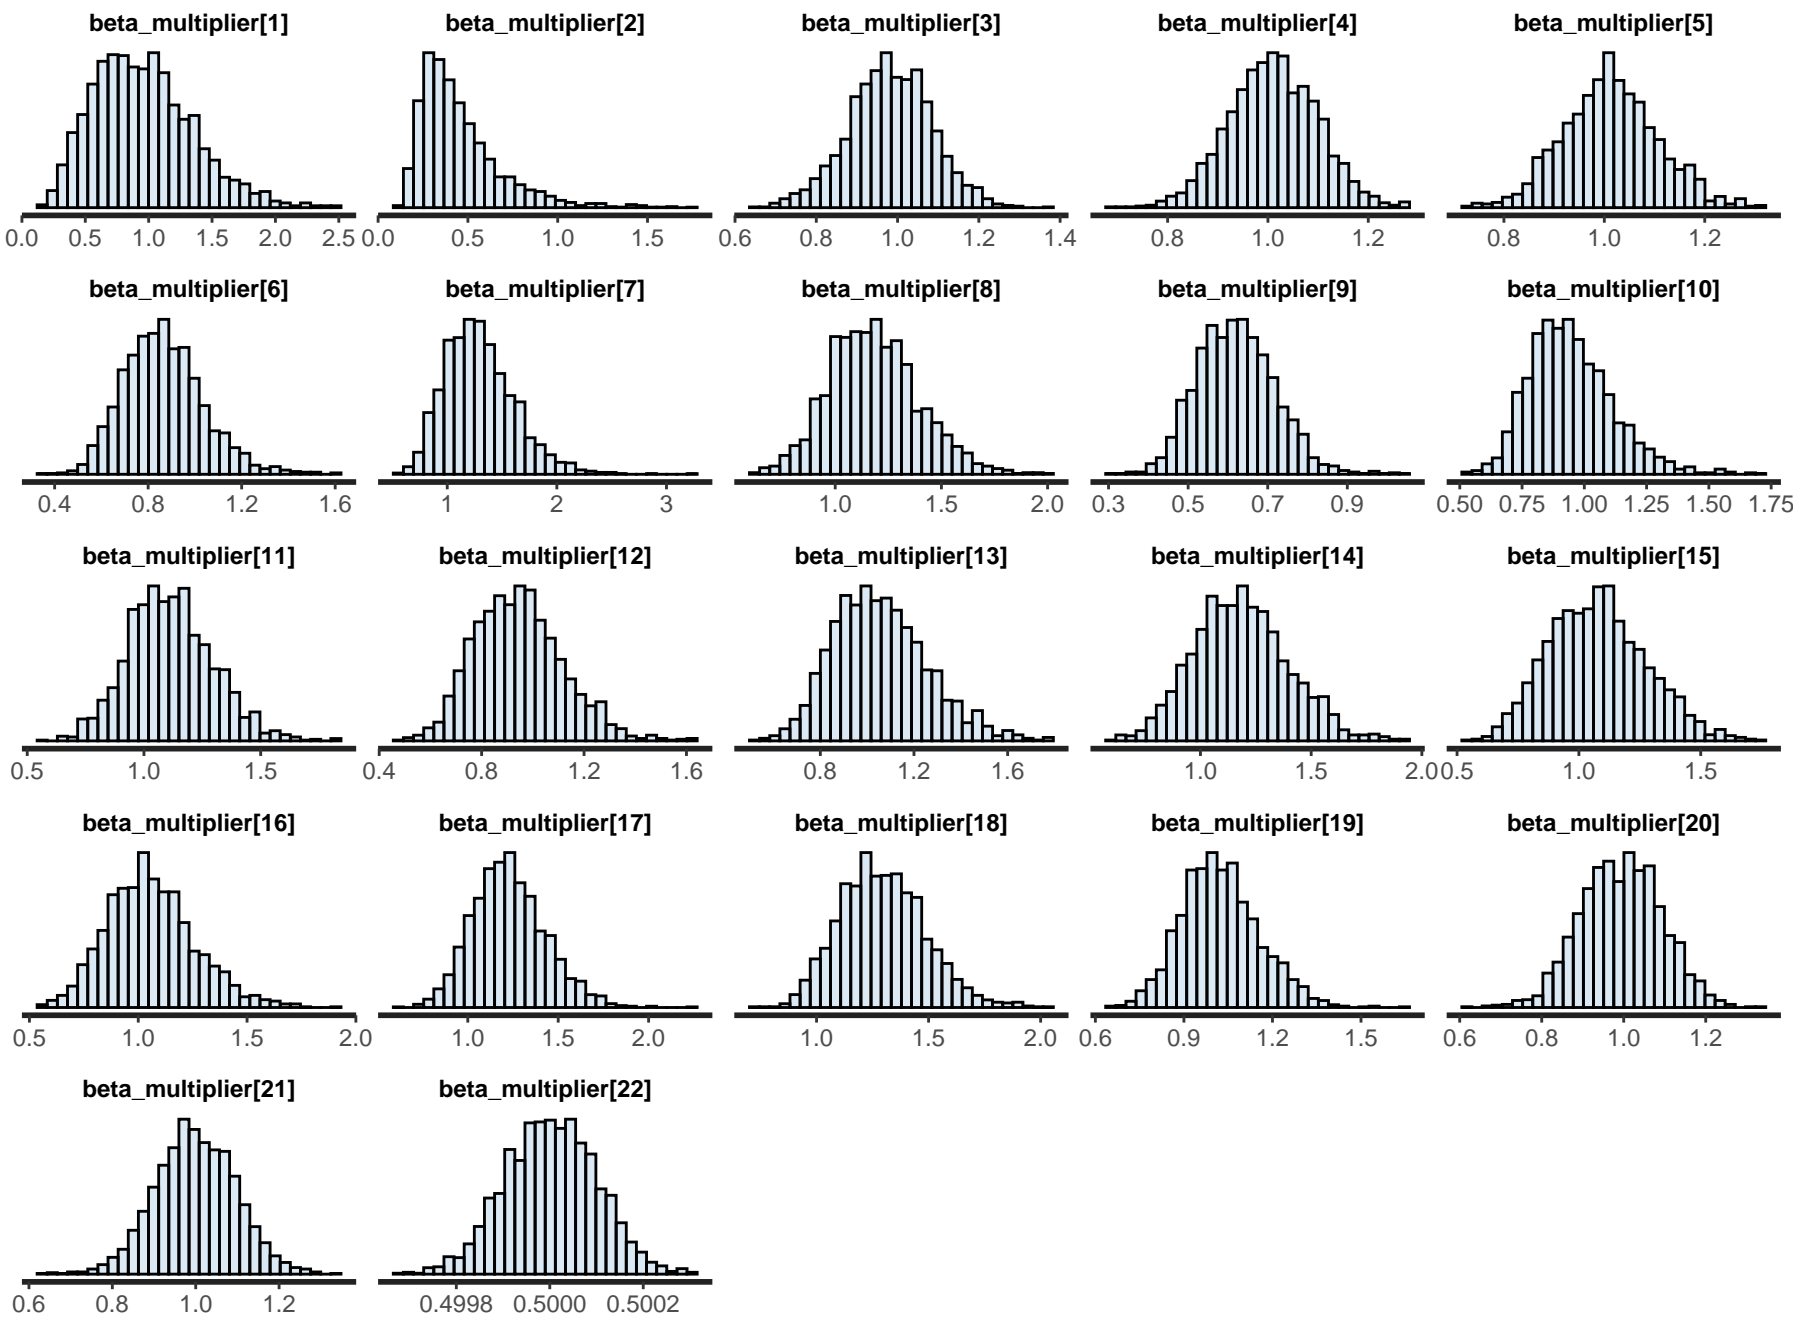 beta_multiplier[1] beta_multiplier[2] beta_multiplier[3] beta_multiplier[4] beta_multiplier[5]
0.0 0.5 1.0 1.5 2.0 2.5 0.0 0.5 1.0 1.5 0.6 0.8 1.0 1.2 1.4 0.8 1.0 1.2 0.8 1.0 1.2
beta_multiplier[6] beta_multiplier[7] beta_multiplier[8] beta_multiplier[9] beta_multiplier[10]
0.4 0.8 1.2 1.6 1 2 3 1.0 1.5 2.0 0.3 0.5 0.7 0.9 0.50 0.75 1.00 1.25 1.50 1.75
beta_multiplier[11] beta_multiplier[12] beta_multiplier[13] beta_multiplier[14] beta_multiplier[15]
0.5 1.0 1.5 0.4 0.8 1.2 1.6 0.8 1.2 1.6 1.0 1.5 2.0 0.5 1.0 1.5
beta_multiplier[16] beta_multiplier[17] beta_multiplier[18] beta_multiplier[19] beta_multiplier[20]
0.5 1.0 1.5 2.0 1.0 1.5 2.0 1.0 1.5 2.0 0.6 0.9 1.2 1.5 0.6 0.8 1.0 1.2
beta_multiplier[21] beta_multiplier[22]
0.6 0.8 1.0 1.2 0.4998 0.5000 0.5002